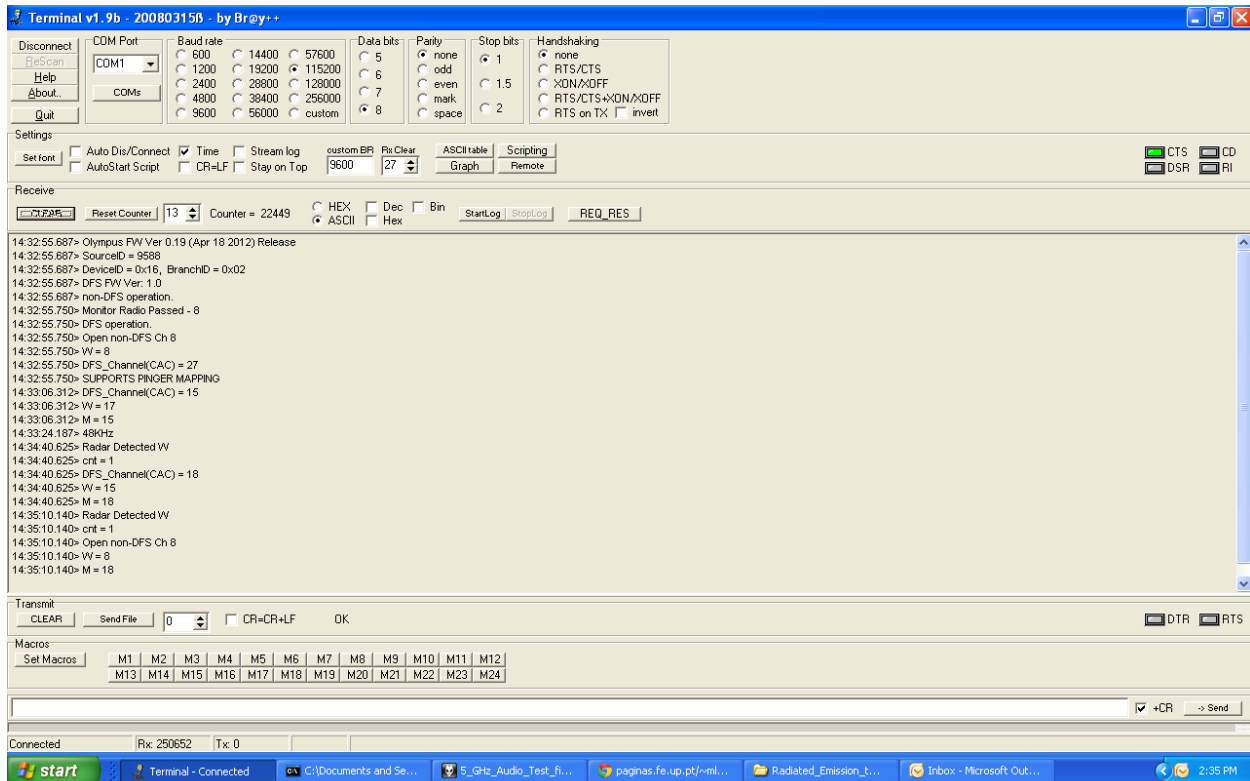 Terminal v1.9b - 20080315ß - by Br@y++
Disconnect
ReScan
Help
About..
Quit
COM Port
COM1
COMs
Baud rate
600 14400 57600
1200 19200 115200
2400 28800 128000
4800 38400 256000
9600 56000 custom
Data bits
5
6
7
8
Parity
none
odd
even
mark
space
Stop bits
1
1.5
2
Handshaking
none
RTS/CTS
XON/XOFF
RTS/CTS+XON/XOFF
RTS on TX invert
Settings
Set font
Auto Dis/Connect Time Stream log
AutoStart Script CR=LF Stay on Top
custom BR Rx Clear
9600 27
ASCII table Scripting
Graph Remote
CTS CD
DSR RI
Receive
CLEAR Reset Counter 13 Counter = 22449
HEX Dec Bin
ASCII Hex
StartLog StopLog REQ_RES
14:32:55.687> Olympus FW Ver 0.19 (Apr 18 2012) Release
14:32:55.687> SourceID = 9588
14:32:55.687> DeviceID = 0x16, BranchID = 0x02
14:32:55.687> DFS FW Ver: 1.0
14:32:55.687> non-DFS operation.
14:32:55.750> Monitor Radio Passed - 8
14:32:55.750> DFS operation.
14:32:55.750> Open non-DFS Ch 8
14:32:55.750> W = 8
14:32:55.750> DFS_Channel(CAC) = 27
14:32:55.750> SUPPORTS PINGER MAPPING
14:33:06.312> DFS_Channel(CAC) = 15
14:33:06.312> W = 17
14:33:06.312> M = 15
14:33:24.187> 48KHz
14:34:40.625> Radar Detected W
14:34:40.625> cnt = 1
14:34:40.625> DFS_Channel(CAC) = 18
14:34:40.625> W = 15
14:34:40.625> M = 18
14:35:10.140> Radar Detected W
14:35:10.140> cnt = 1
14:35:10.140> Open non-DFS Ch 8
14:35:10.140> W = 8
14:35:10.140> M = 18
Transmit
CLEAR Send File 0 CR=CR+LF OK
DTR RTS
Macros
Set Macros
M1 M2 M3 M4 M5 M6 M7 M8 M9 M10 M11 M12
M13 M14 M15 M16 M17 M18 M19 M20 M21 M22 M23 M24
+CR -> Send
Connected Rx: 250652 Tx: 0
start Terminal - Connected C:\Documents and Se... 5_GHz_Audio_Test_fi... paginas.fe.up.pt/~ml... Radiated_Emission_t... Inbox - Microsoft Out... 2:35 PM